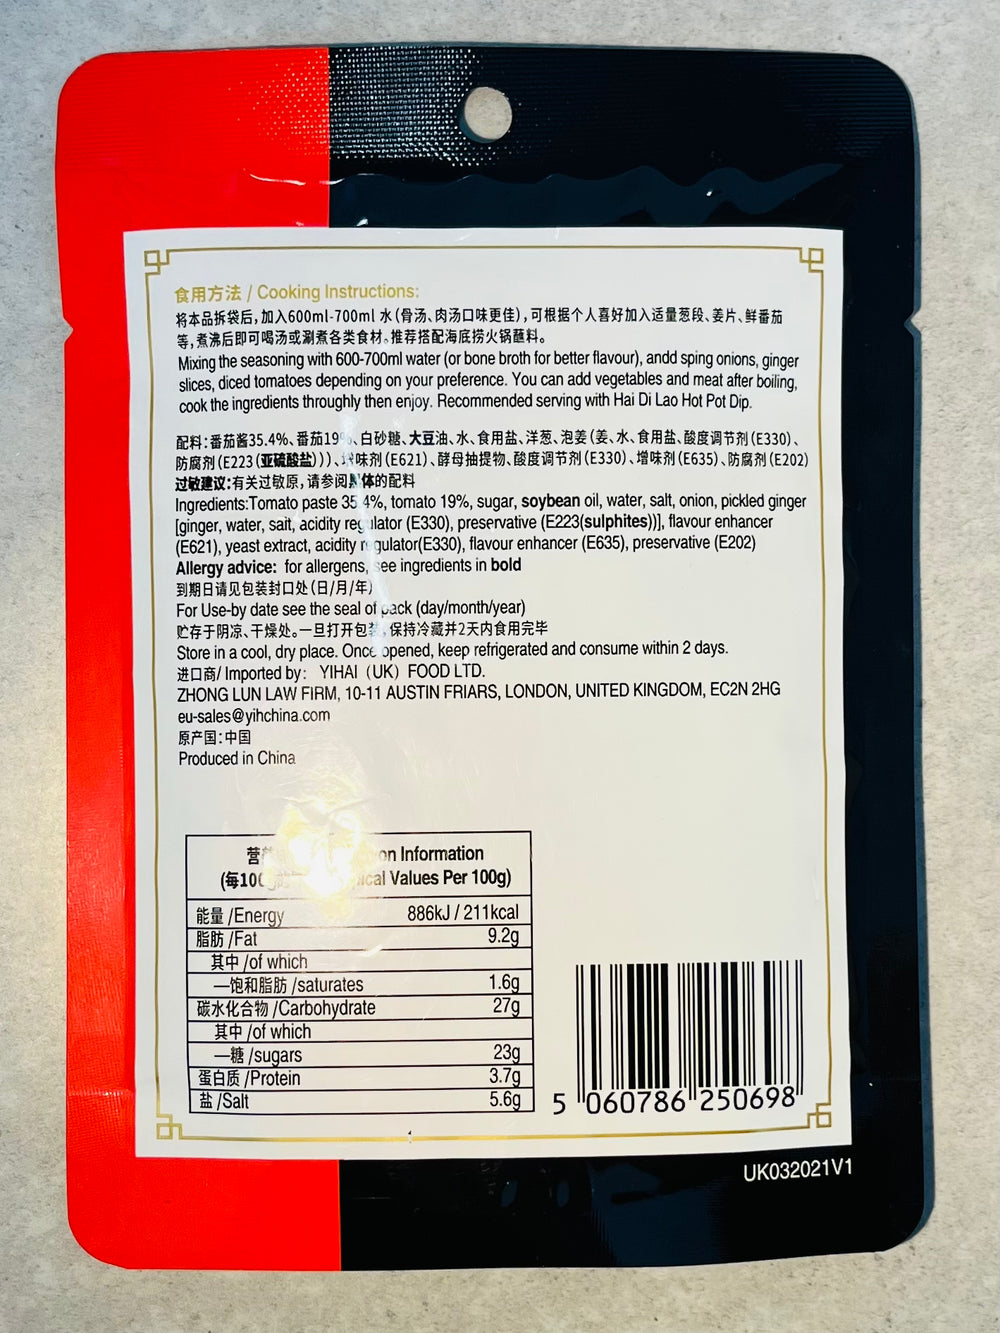 食用方法 / Cooking Instructions:
将本品拆袋后，加入600ml-700ml 水（骨汤、肉汤口味更佳），可根据个人喜好加入适量葱段、姜片、鲜番茄
等，煮沸后即可喝汤或涮煮各类食材。推荐搭配海底捞火锅蘸料。
Mixing the seasoning with 600-700ml water (or bone broth for better flavour), andd sping onions, ginger
slices, diced tomatoes depending on your preference. You can add vegetables and meat after boiling,
cook the ingredients throughly then enjoy. Recommended serving with Hai Di Lao Hot Pot Dip.
配料：番茄酱35.4%、番茄19%、白砂糖、大豆油、水、食用盐、洋葱、泡姜（姜、水、食用盐、酸度调节剂（E330）、
防腐剂（E223（亚硫酸盐）））、味剂（E621）、酵母抽提物、酸度调节剂（E330）、增味剂（E635）、防腐剂（E202）
过敏建议：有关过敏原，请参阅黑体的配料
Ingredients:Tomato paste 35.4%, tomato 19%, sugar, soybean oil, water, salt, onion, pickled ginger
[ginger, water, sait, acidity regulator (E330), preservative (E223(sulphites))], flavour enhancer
(E621), yeast extract, acidity regulator(E330), flavour enhancer (E635), preservative (E202)
Allergy advice: for allergens, see ingredients in bold
到期日请见包装封口处（日/月/年）
For Use-by date see the seal of pack (day/month/year)
贮存于阴凉、干燥处。一旦打开包装，保持冷藏并2天内食用完毕
Store in a cool, dry place. Once opened, keep refrigerated and consume within 2 days.
进口商/ Imported by： YIHAI（UK）FOOD LTD.
ZHONG LUN LAW FIRM, 10-11 AUSTIN FRIARS, LONDON, UNITED KINGDOM, EC2N 2HG
eu-sales@yihchina.com
原产国：中国
Produced in China
营 on Information
(每100 ical Values Per 100g)
能量 /Energy 886kJ / 211kcal
脂肪 /Fat 9.2g
其中 /of which
—饱和脂肪 /saturates 1.6g
碳水化合物 /Carbohydrate 27g
其中 /of which
—糖 /sugars 23g
蛋白质 /Protein 3.7g
盐 /Salt 5.6g
5 060786 250698
UK032021V1